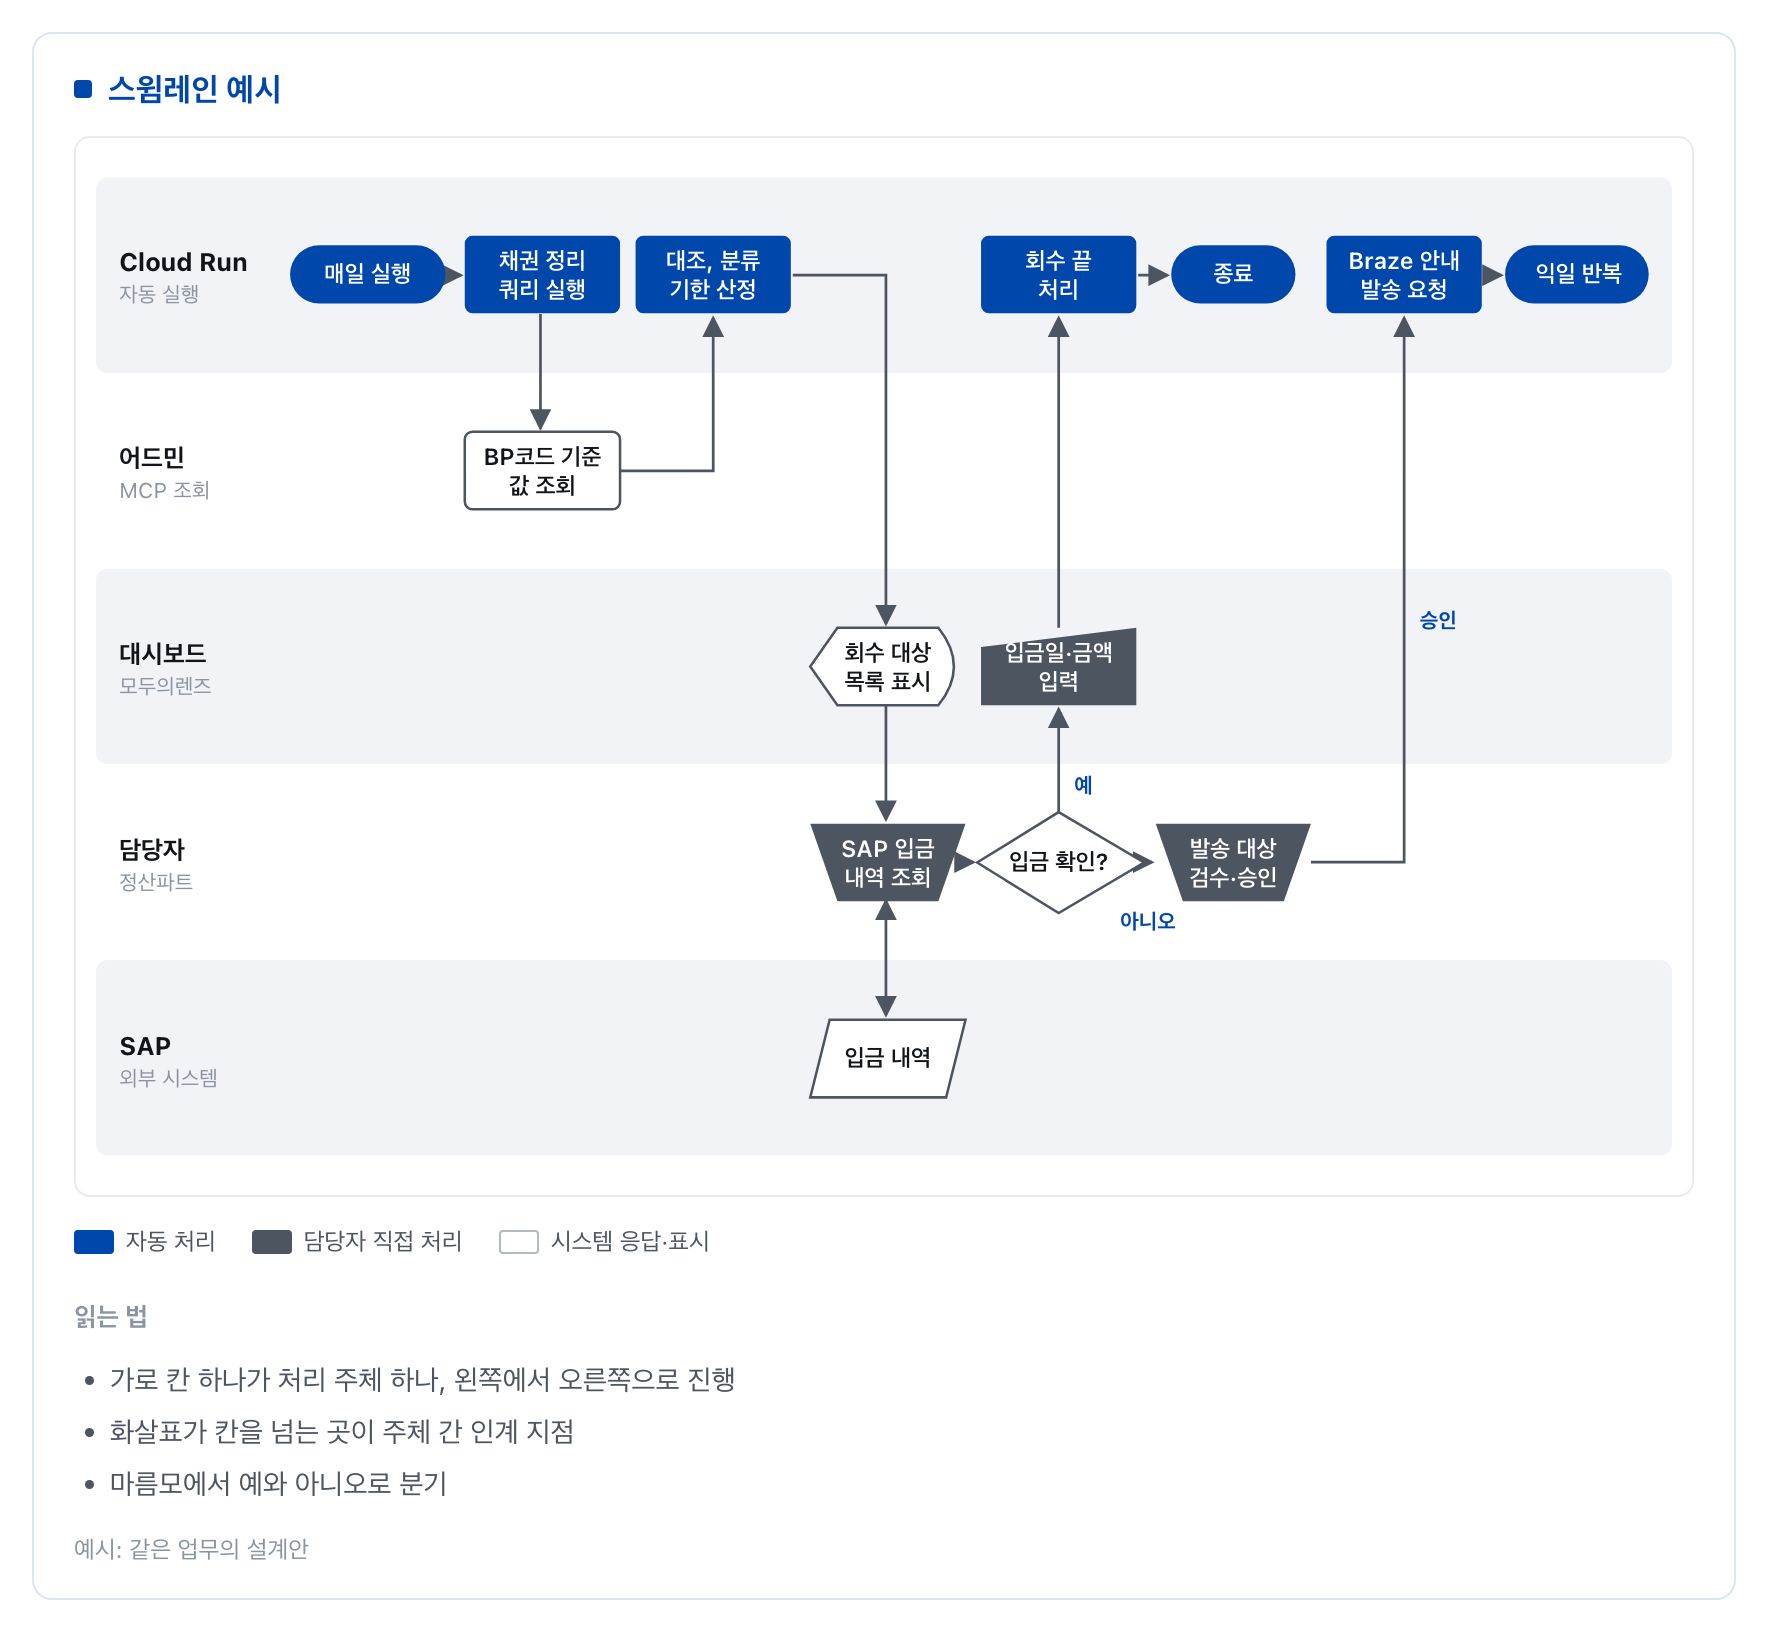 스윔레인 예시
Cloud Run
자동 실행
매일 실행
채권 정리
쿼리 실행
대조, 분류
기한 산정
회수 끝
처리
종료
Braze 안내
발송 요청
익일 반복
어드민
MCP 조회
BP코드 기준
값 조회
대시보드
모두의렌즈
회수 대상
목록 표시
입금일·금액
입력
승인
예
담당자
정산파트
SAP 입금
내역 조회
입금 확인?
발송 대상
검수·승인
아니오
SAP
외부 시스템
입금 내역
자동 처리
담당자 직접 처리
시스템 응답·표시
읽는 법
• 가로 칸 하나가 처리 주체 하나, 왼쪽에서 오른쪽으로 진행
• 화살표가 칸을 넘는 곳이 주체 간 인계 지점
• 마름모에서 예와 아니오로 분기
예시: 같은 업무의 설계안